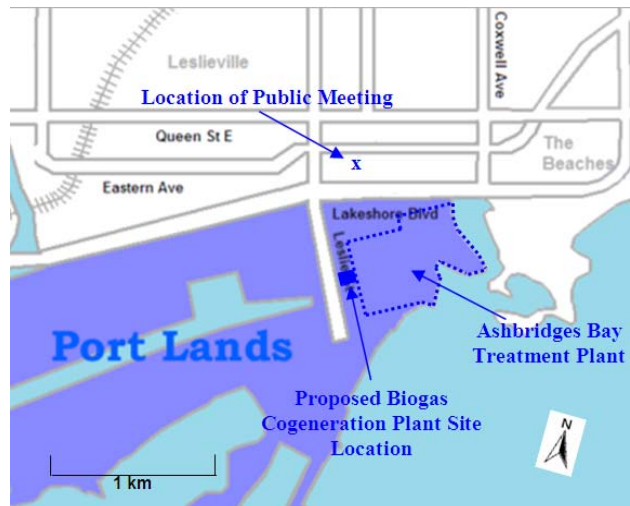 Leslieville
Coxwell Ave
Location of Public Meeting
Queen St E
x
The
Beaches
Eastern Ave
Lakeshore Blvd
Leslie
Port Lands
Ashbridges Bay
Treatment Plant
Proposed Biogas
Cogeneration Plant Site
Location
N
1 km